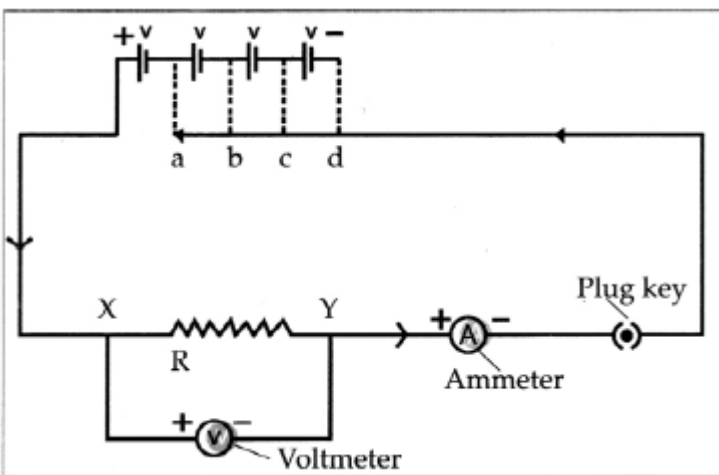 + v v v v −
a b c d
X Y
Plug key
R
+ A −
Ammeter
+ v −
Voltmeter